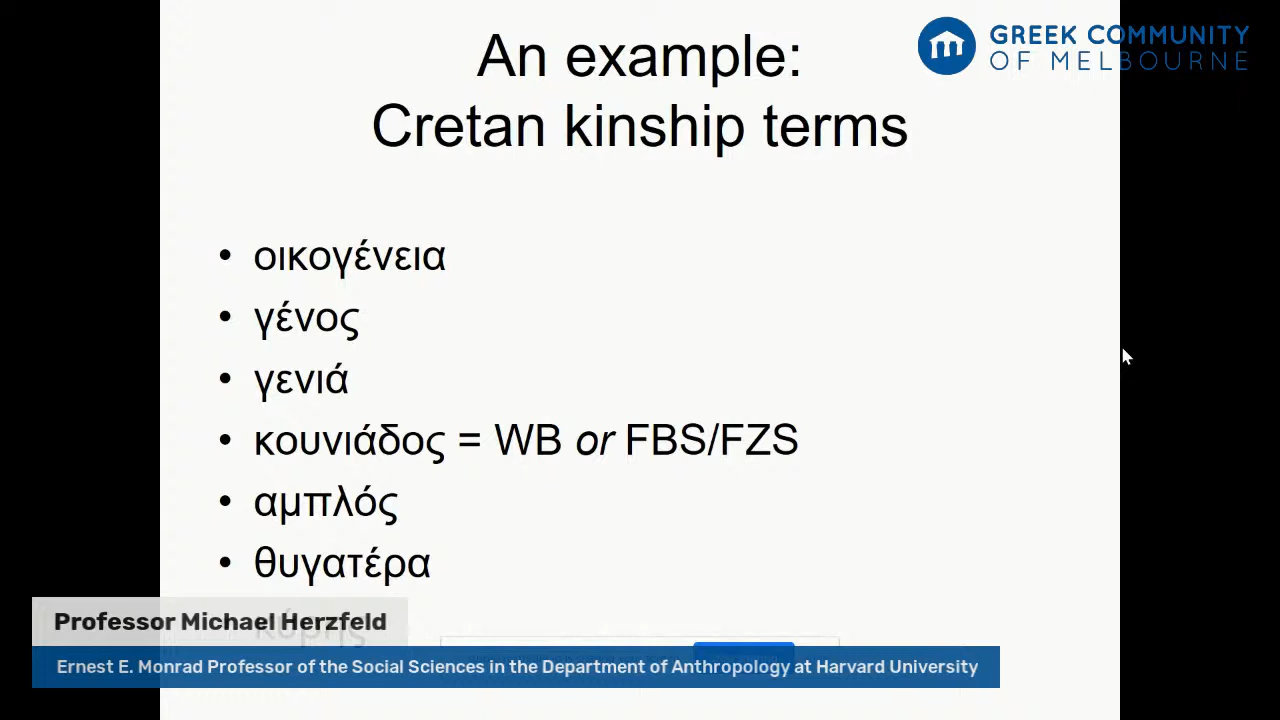 An example:
Cretan kinship terms
GREEK COMMUNITY
OF MELBOURNE
• οικογένεια
• γένος
• γενιά
• κουνιάδος = WB or FBS/FZS
• αμπλός
• θυγατέρα
κύρης
Professor Michael Herzfeld
Ernest E. Monrad Professor of the Social Sciences in the Department of Anthropology at Harvard University